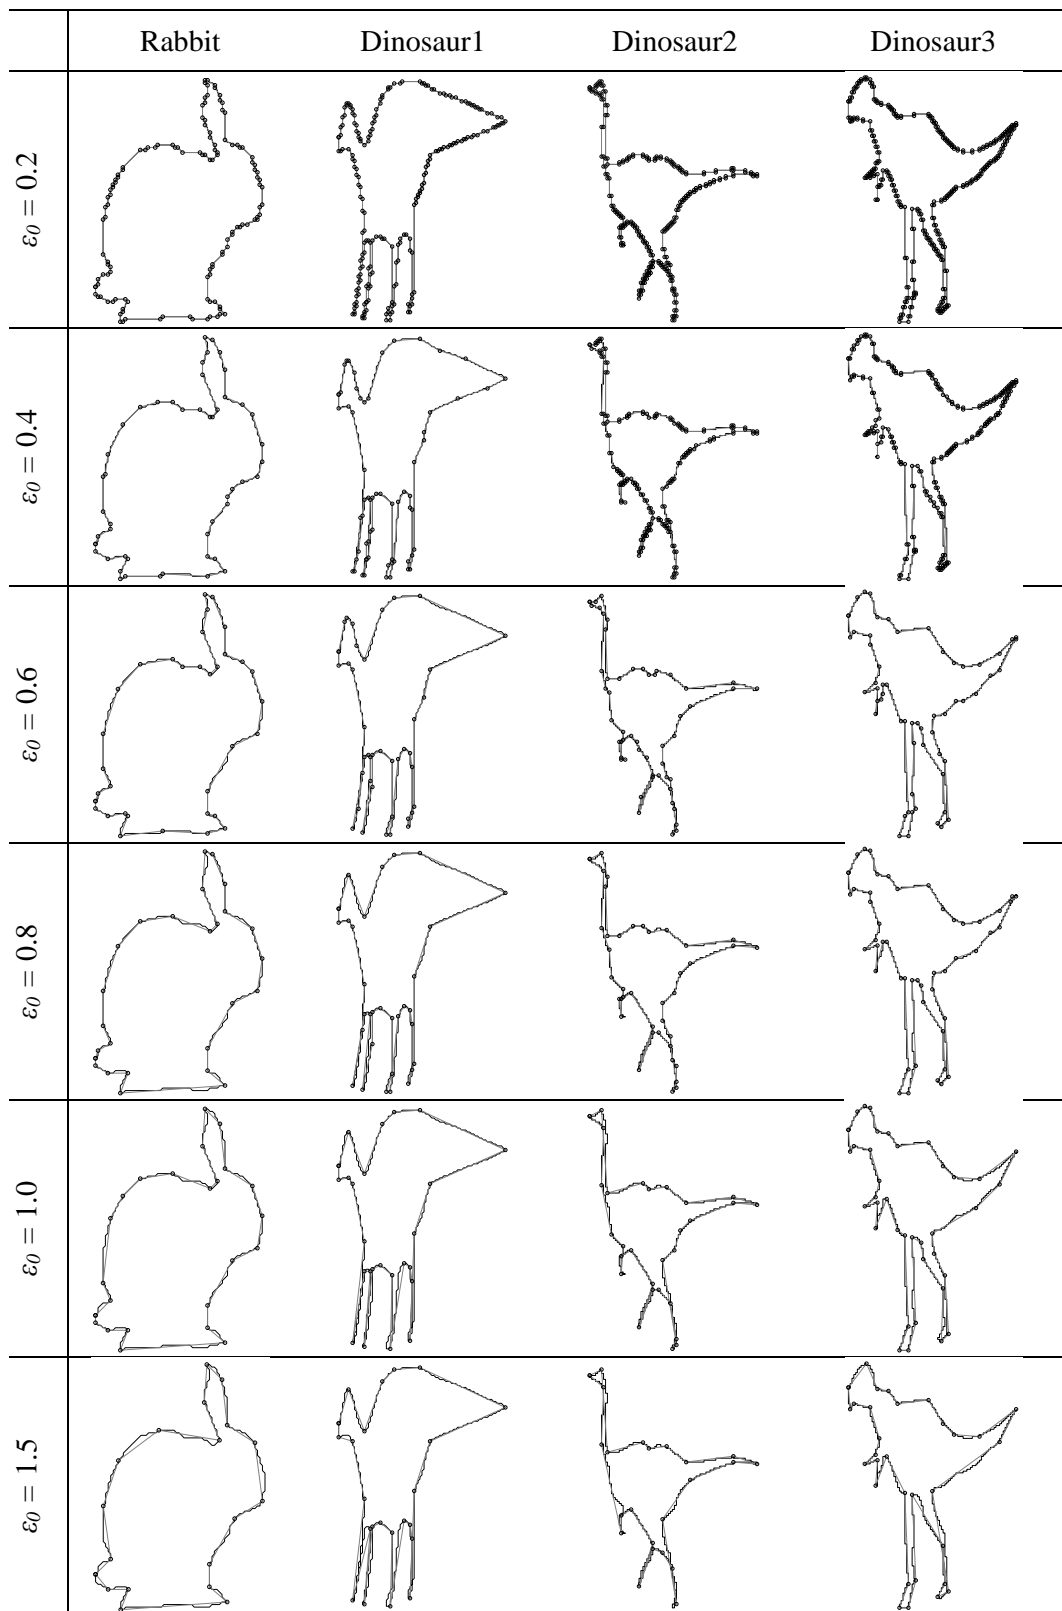 Rabbit Dinosaur1 Dinosaur2 Dinosaur3
ε0 = 0.2
ε0 = 0.4
ε0 = 0.6
ε0 = 0.8
ε0 = 1.0
ε0 = 1.5